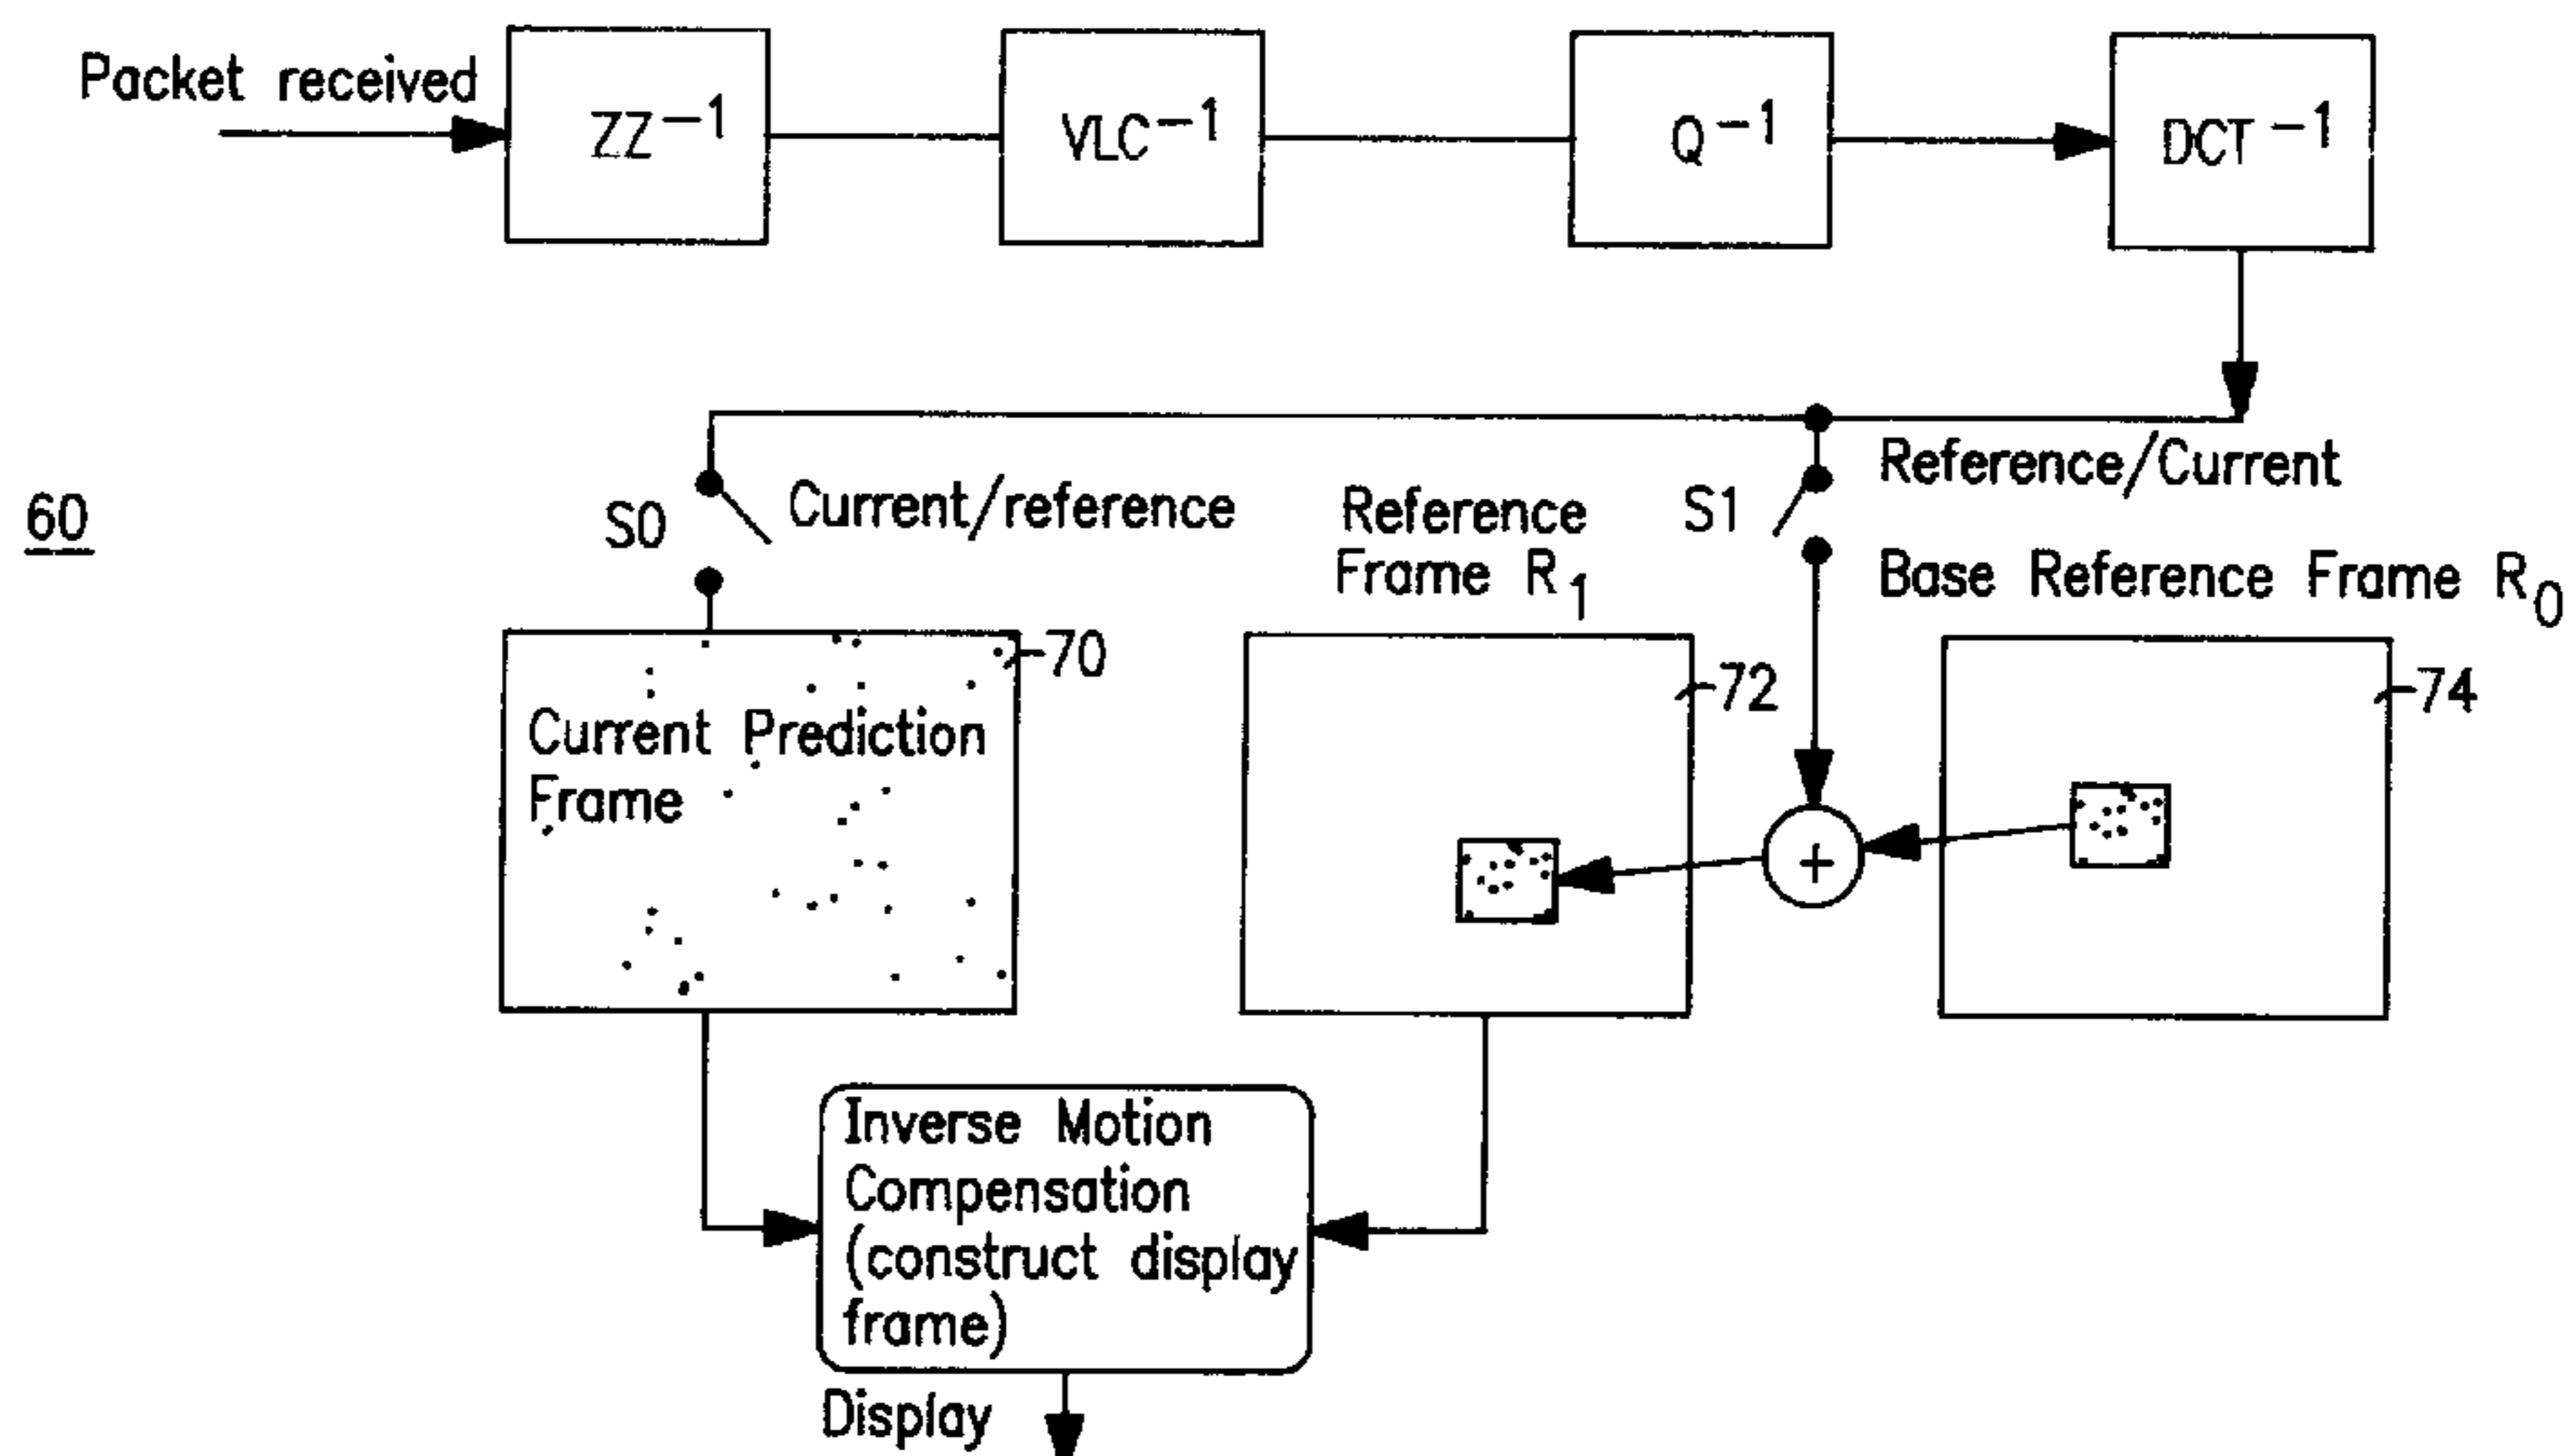 Packet received
ZZ⁻¹
VLC⁻¹
Q⁻¹
DCT⁻¹
60
S0
Current/reference
Reference
Frame R₁
S1
Reference/Current
Base Reference Frame R₀
70
Current Prediction
Frame
72
74
+
Inverse Motion
Compensation
(construct display
frame)
Display